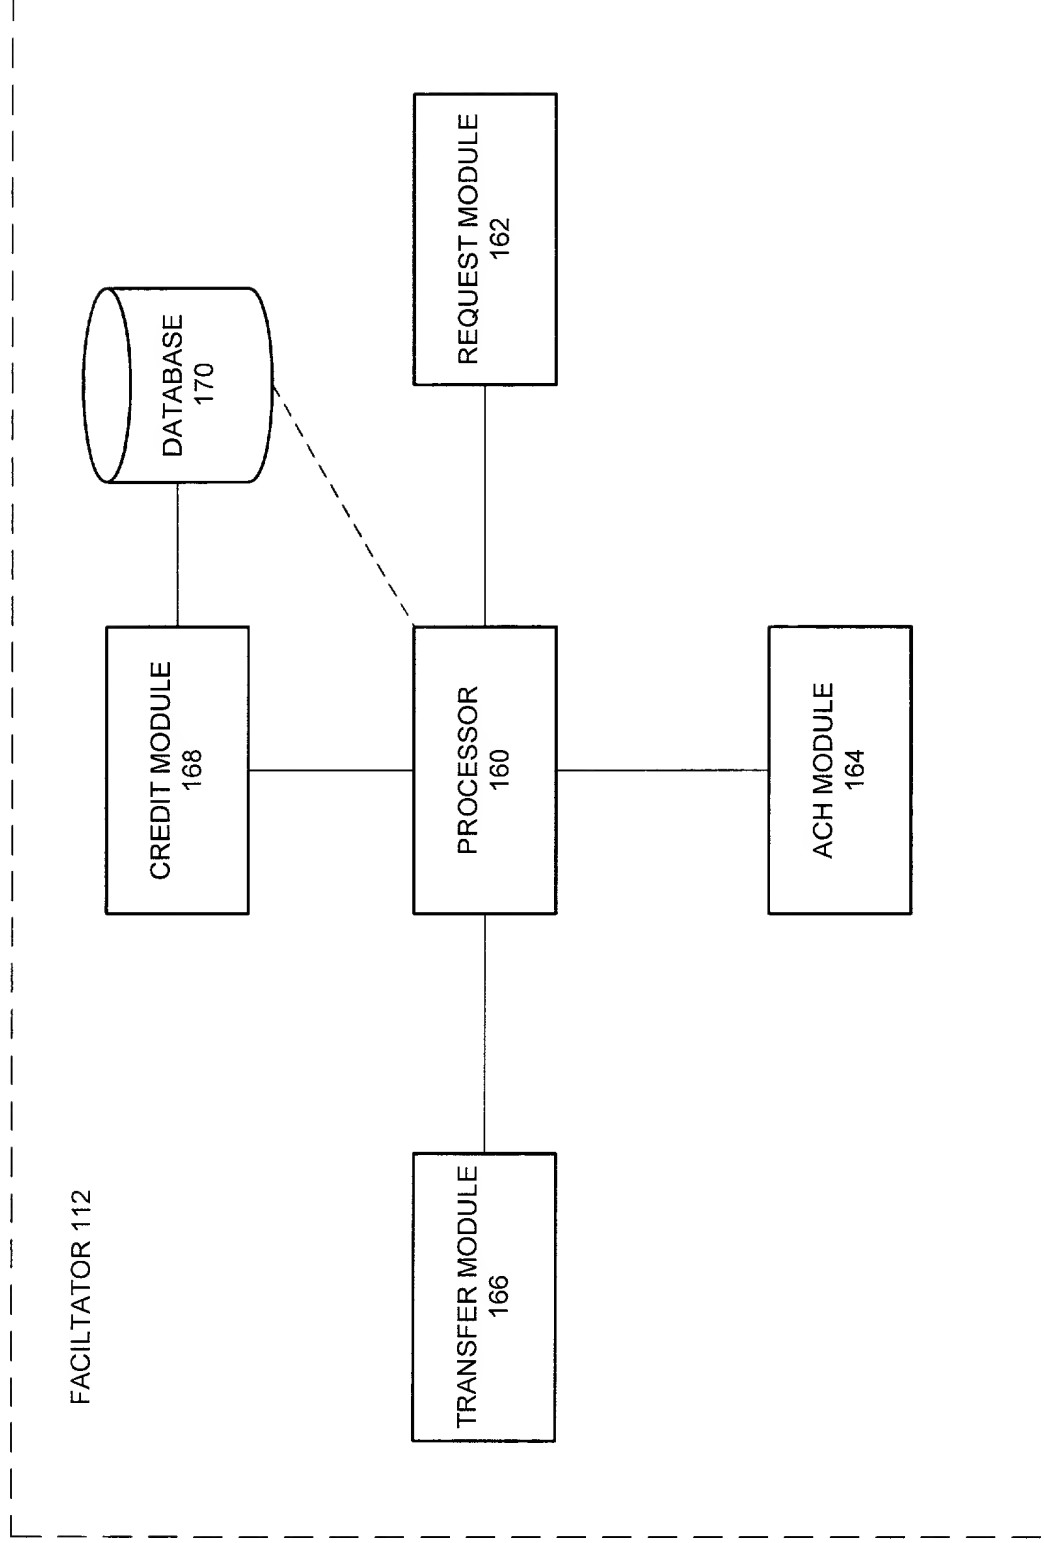 FACILTATOR 112
CREDIT MODULE
168
DATABASE
170
TRANSFER MODULE
166
PROCESSOR
160
REQUEST MODULE
162
ACH MODULE
164